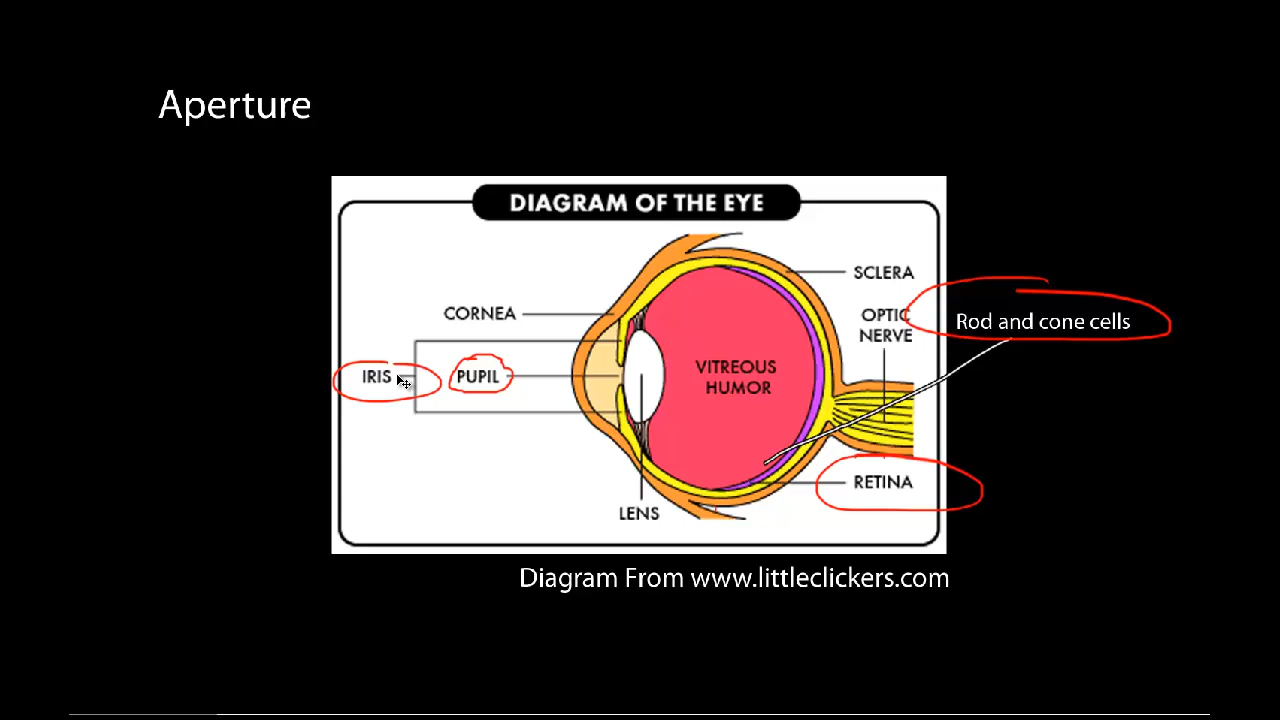 Aperture
DIAGRAM OF THE EYE
SCLERA
CORNEA
OPTIC
NERVE
Rod and cone cells
IRIS
PUPIL
VITREOUS
HUMOR
RETINA
LENS
Diagram From www.littleclickers.com